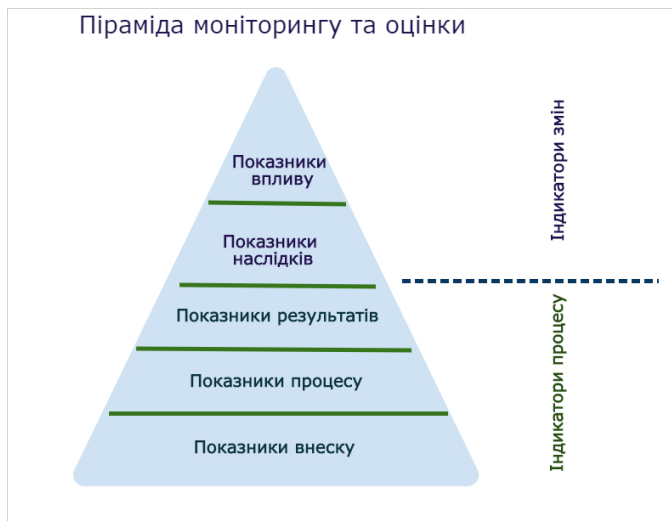 Піраміда моніторингу та оцінки
Показники
впливу
Показники
наслідків
Показники результатів
Показники процесу
Показники внеску
Індикатори змін
Індикатори процесу